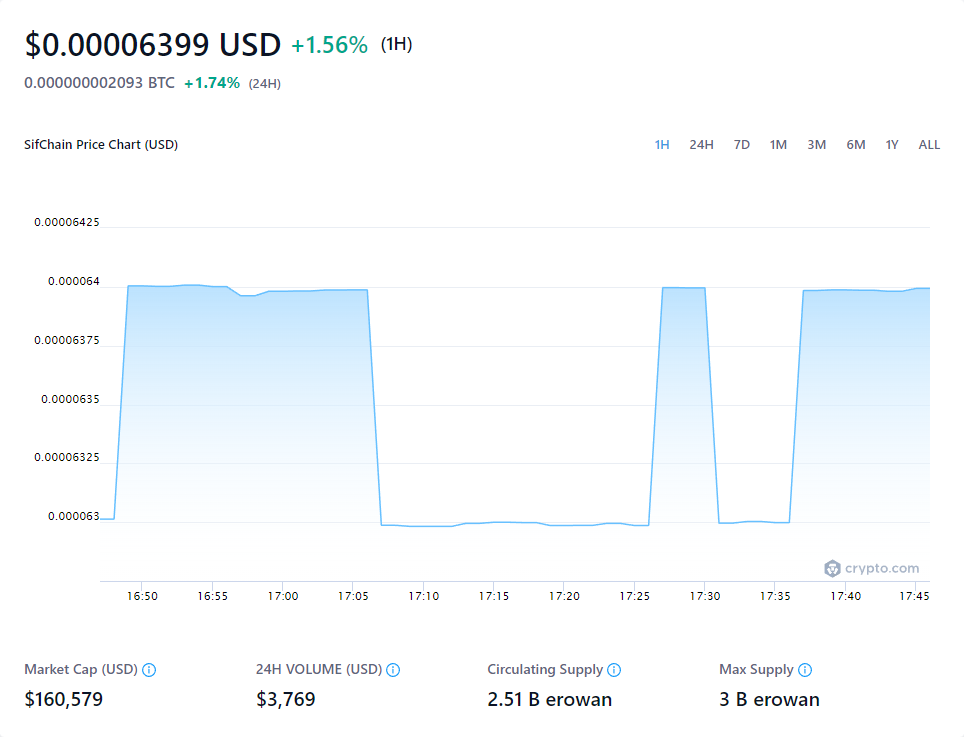 $0.00006399 USD +1.56% (1H)
0.000000002093 BTC +1.74% (24H)
SifChain Price Chart (USD) 1H 24H 7D 1M 3M 6M 1Y ALL
0.00006425
0.000064
0.00006375
0.0000635
0.00006325
0.000063
crypto.com
16:50 16:55 17:00 17:05 17:10 17:15 17:20 17:25 17:30 17:35 17:40 17:45
Market Cap (USD) 24H VOLUME (USD) Circulating Supply Max Supply
$160,579 $3,769 2.51 B erowan 3 B erowan